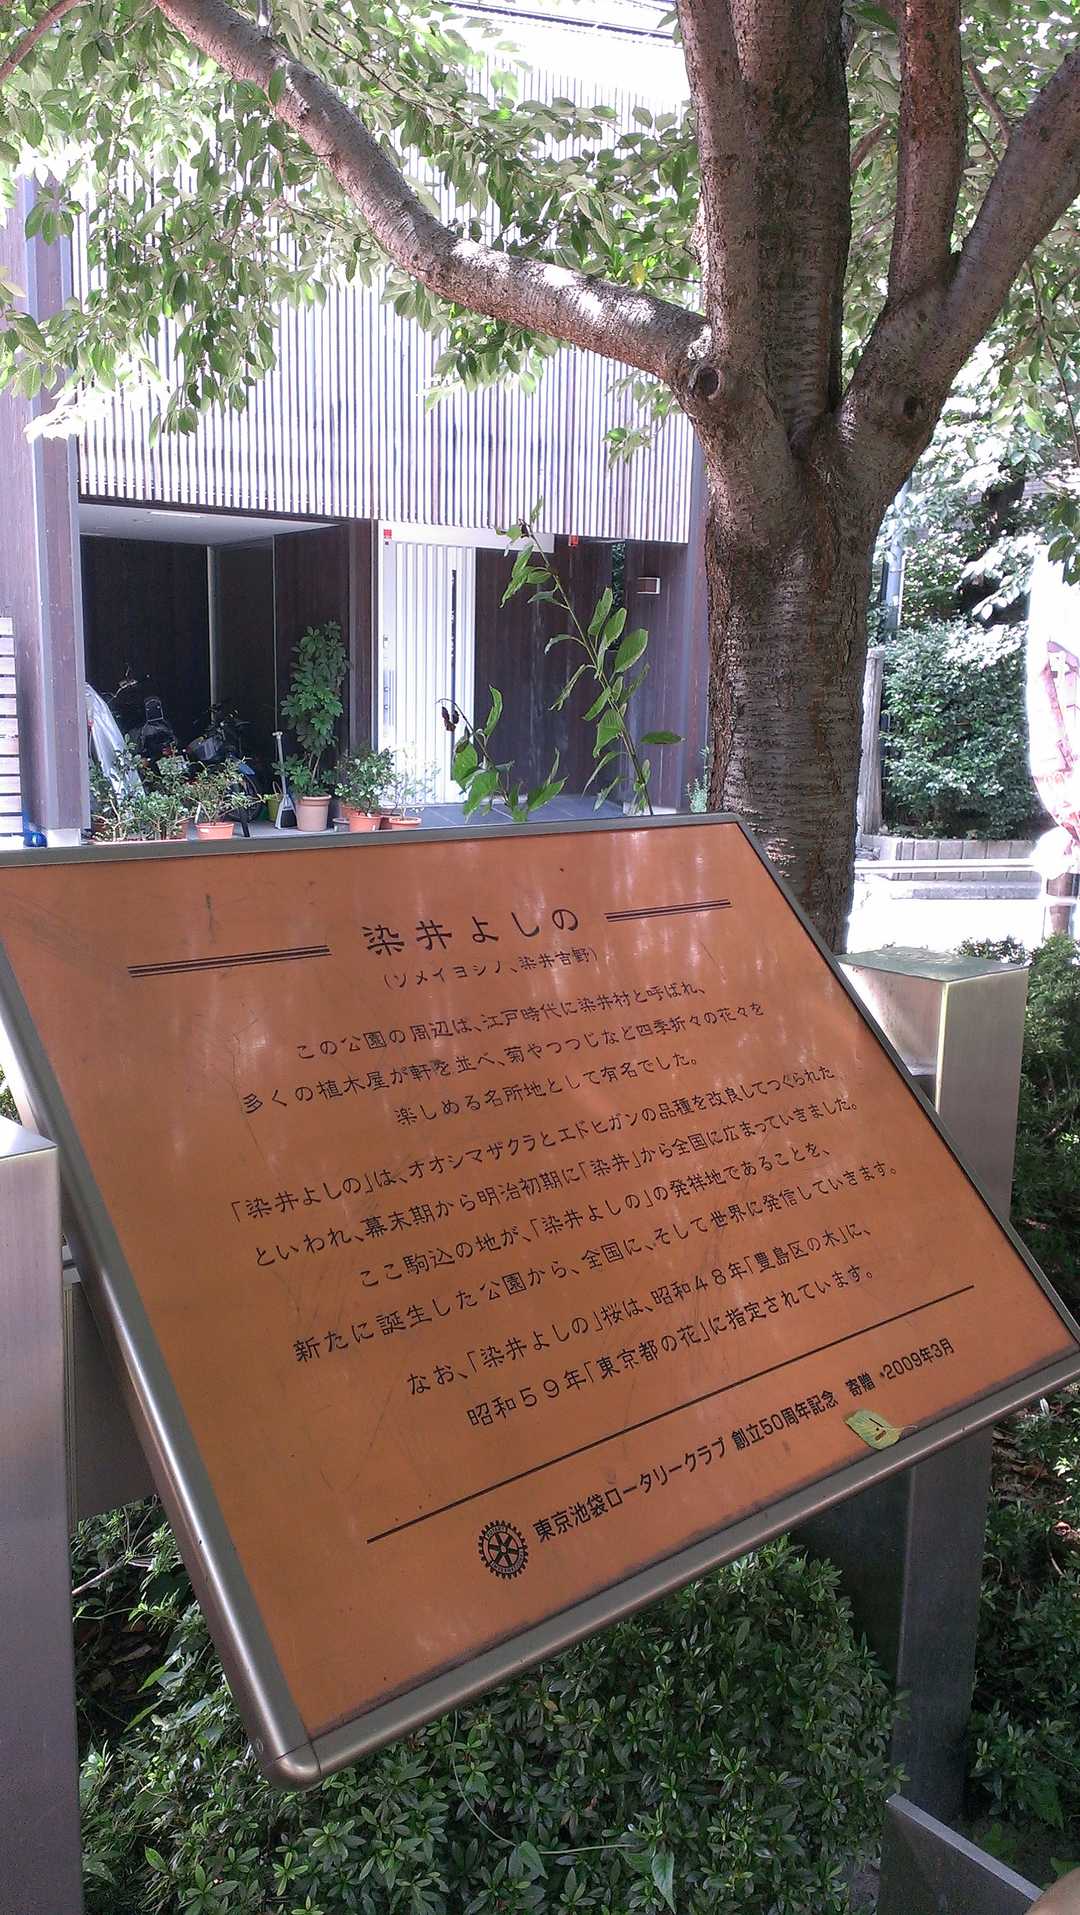 染井よしの
(ソメイヨシノ、染井吉野)
この公園の周辺は、江戸時代に染井村と呼ばれ、
多くの植木屋が軒を並べ、菊やつつじなど四季折々の花々を
楽しめる名所地として有名でした。
「染井よしの」は、オオシマザクラとエドヒガンの品種を改良してつくられた
といわれ、幕末期から明治初期に「染井」から全国に広まっていきました。
ここ駒込の地が、「染井よしの」の発祥地であることを、
新たに誕生した公園から、全国に、そして世界に発信していきます。
なお、「染井よしの」桜は、昭和48年「豊島区の木」に、
昭和59年「東京都の花」に指定されています。
東京池袋ロータリークラブ 創立50周年記念 寄贈 •2009年3月